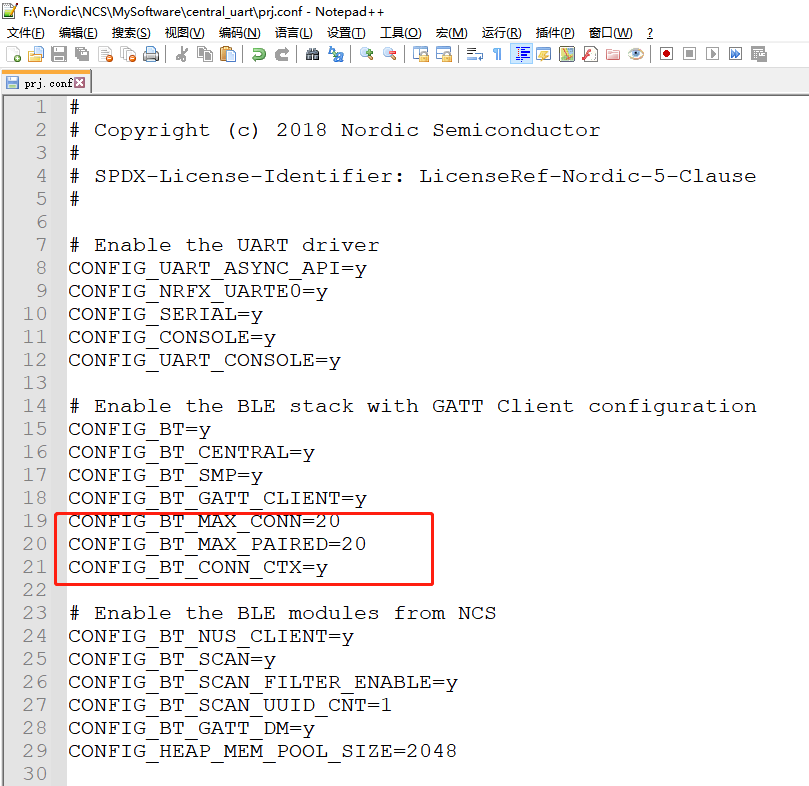 F:\Nordic\NCS\MySoftware\central_uart\prj.conf - Notepad++
文件(F) 编辑(E) 搜索(S) 视图(V) 编码(N) 语言(L) 设置(T) 工具(O) 宏(M) 运行(R) 插件(P) 窗口(W) ?
prj.conf
1 #
2 # Copyright (c) 2018 Nordic Semiconductor
3 #
4 # SPDX-License-Identifier: LicenseRef-Nordic-5-Clause
5 #
6
7 # Enable the UART driver
8 CONFIG_UART_ASYNC_API=y
9 CONFIG_NRFX_UARTE0=y
10 CONFIG_SERIAL=y
11 CONFIG_CONSOLE=y
12 CONFIG_UART_CONSOLE=y
13
14 # Enable the BLE stack with GATT Client configuration
15 CONFIG_BT=y
16 CONFIG_BT_CENTRAL=y
17 CONFIG_BT_SMP=y
18 CONFIG_BT_GATT_CLIENT=y
19 CONFIG_BT_MAX_CONN=20
20 CONFIG_BT_MAX_PAIRED=20
21 CONFIG_BT_CONN_CTX=y
22
23 # Enable the BLE modules from NCS
24 CONFIG_BT_NUS_CLIENT=y
25 CONFIG_BT_SCAN=y
26 CONFIG_BT_SCAN_FILTER_ENABLE=y
27 CONFIG_BT_SCAN_UUID_CNT=1
28 CONFIG_BT_GATT_DM=y
29 CONFIG_HEAP_MEM_POOL_SIZE=2048
30